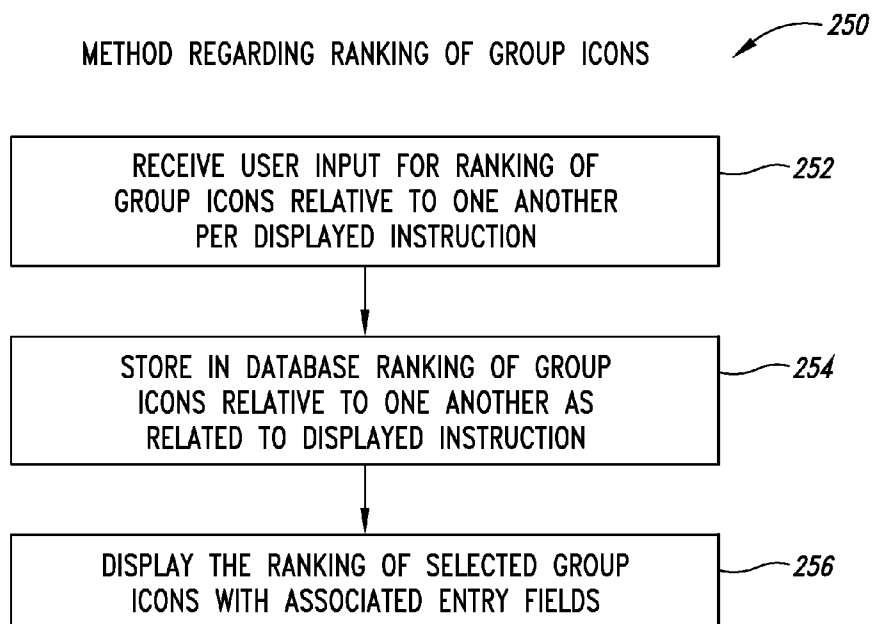 250
METHOD REGARDING RANKING OF GROUP ICONS
RECEIVE USER INPUT FOR RANKING OF
GROUP ICONS RELATIVE TO ONE ANOTHER
PER DISPLAYED INSTRUCTION
252
STORE IN DATABASE RANKING OF GROUP
ICONS RELATIVE TO ONE ANOTHER AS
RELATED TO DISPLAYED INSTRUCTION
254
DISPLAY THE RANKING OF SELECTED GROUP
ICONS WITH ASSOCIATED ENTRY FIELDS
256